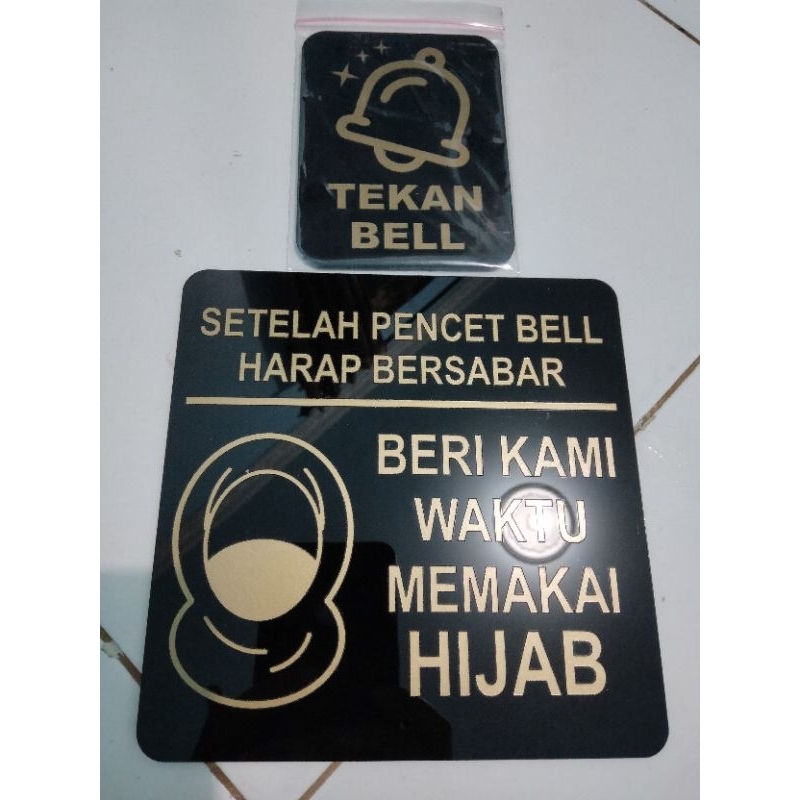 TEKAN
BELL
SETELAH PENCET BELL
HARAP BERSABAR
BERI KAMI
WAKTU
MEMAKAI
HIJAB